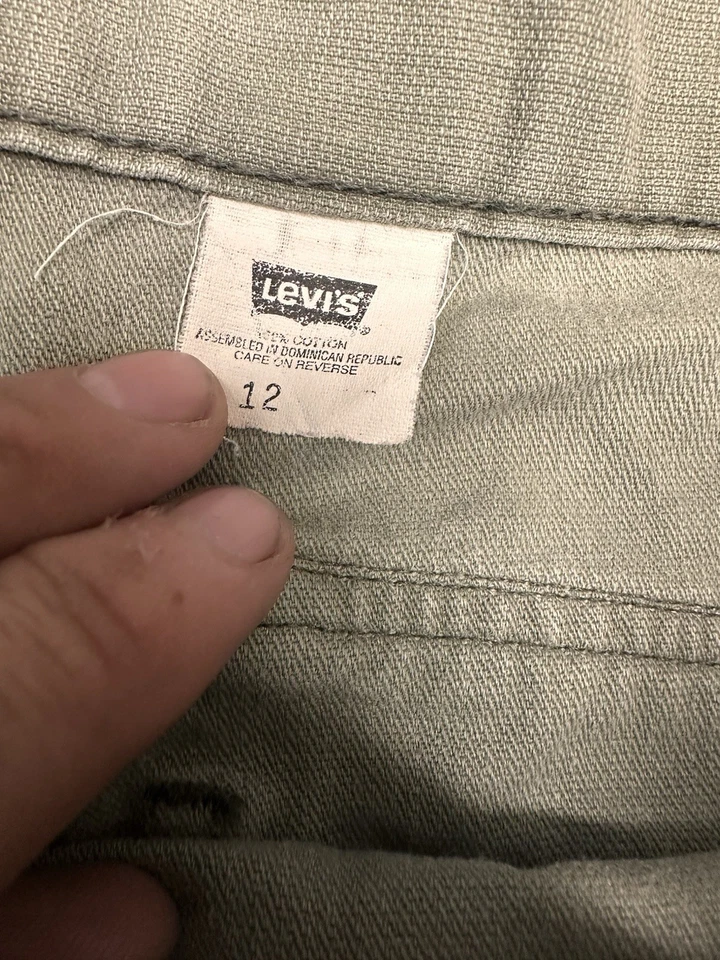 LEVI'S
100% COTTON
ASSEMBLED IN DOMINICAN REPUBLIC
CARE ON REVERSE
12